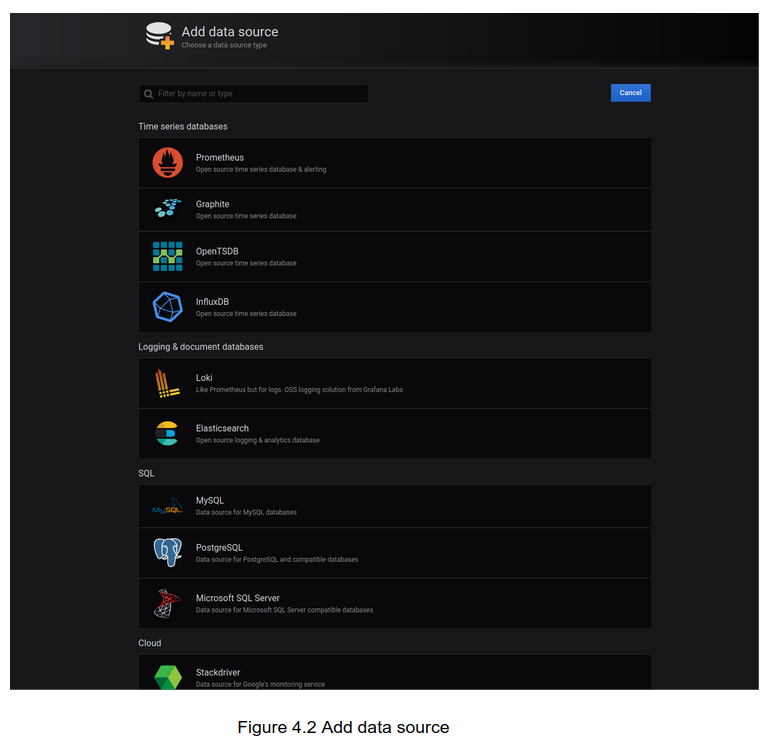 Add data source
Choose a data source type
Filter by name or type
Cancel
Time series databases
Prometheus
Open source time series database & alerting
Graphite
Open source time series database
OpenTSDB
Open source time series database
InfluxDB
Open source time series database
Logging & document databases
Loki
Like Prometheus but for logs. OSS logging solution from Grafana Labs
Elasticsearch
Open source logging & analytics database
SQL
MySQL
MySQL
Data source for MySQL databases
PostgreSQL
Data source for PostgreSQL and compatible databases
Microsoft SQL Server
Data source for Microsoft SQL Server compatible databases
Cloud
Stackdriver
Data source for Google's monitoring service
Figure 4.2 Add data source